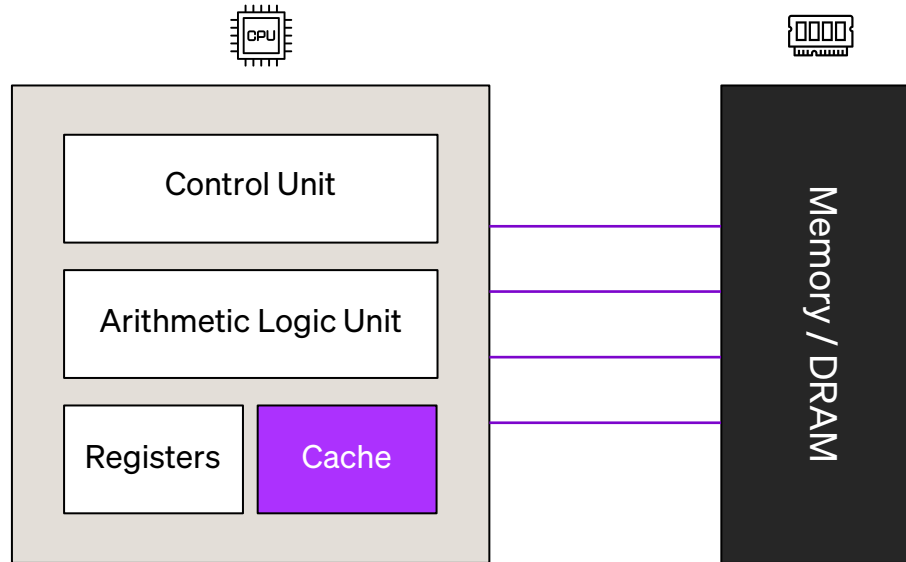 CPU
Control Unit
Arithmetic Logic Unit
Registers
Cache
Memory / DRAM